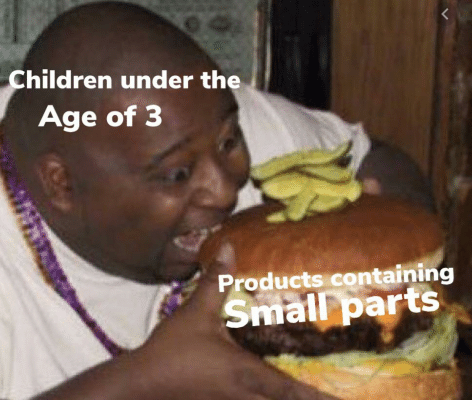 Children under the
Age of 3
Products containing
Small parts